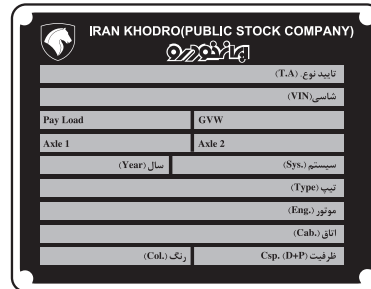 IRAN KHODRO(PUBLIC STOCK COMPANY)
ایران خودرو
تایید نوع. (T.A)
شاسی(VIN)
Pay Load GVW
Axle 1 Axle 2
سیستم (Sys.) سال (Year)
تیپ (Type)
موتور (Eng.)
اتاق (Cab.)
ظرفیت Csp. (D+P) رنگ (Col.)